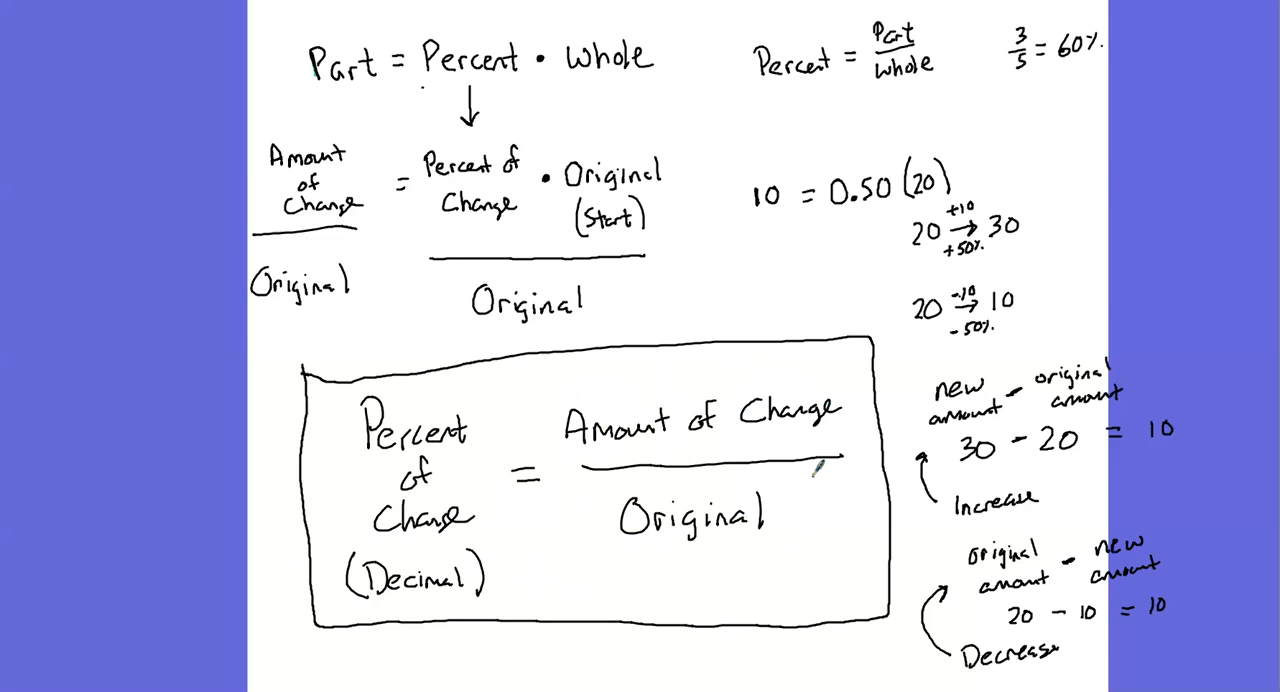 Part = Percent • Whole
Percent = Part / Whole
3/5 = 60%
Amount of Change / Original = Percent of Change • Original (Start) / Original
10 = 0.50 (20)
+10
20 → 30
+50%
-10
20 → 10
-50%
Percent of Change (Decimal) = Amount of Change / Original
new amount - original amount
30 - 20 = 10
Increase
original amount - new amount
20 - 10 = 10
Decrease